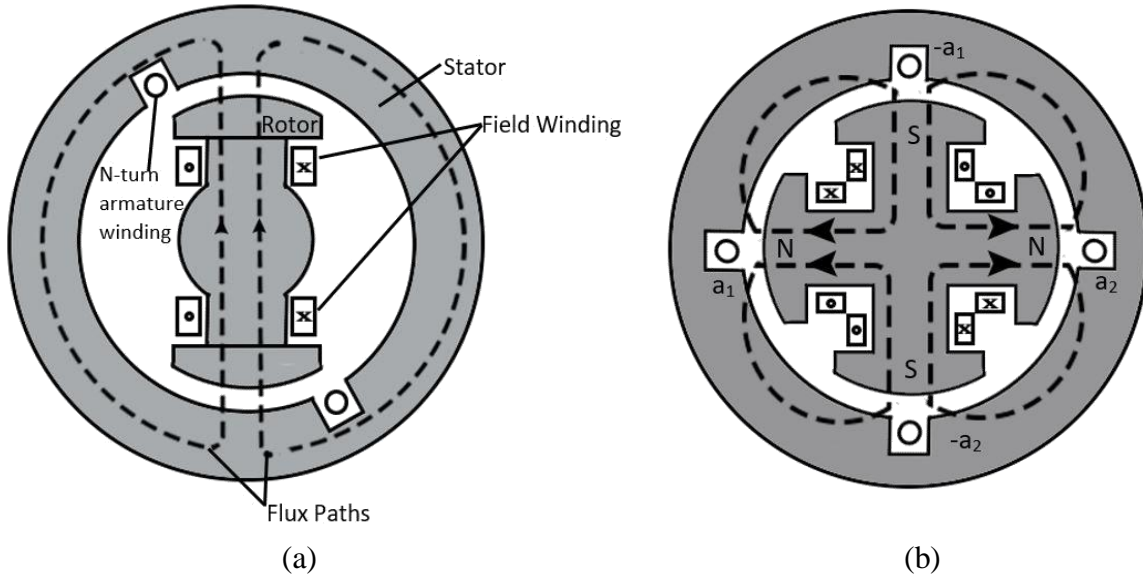 Stator
Rotor
Field Winding
N-turn
armature
winding
Flux Paths
(a)
-a₁
S
x
x
N
N
a₁
a₂
x
x
S
-a₂
(b)
x
x